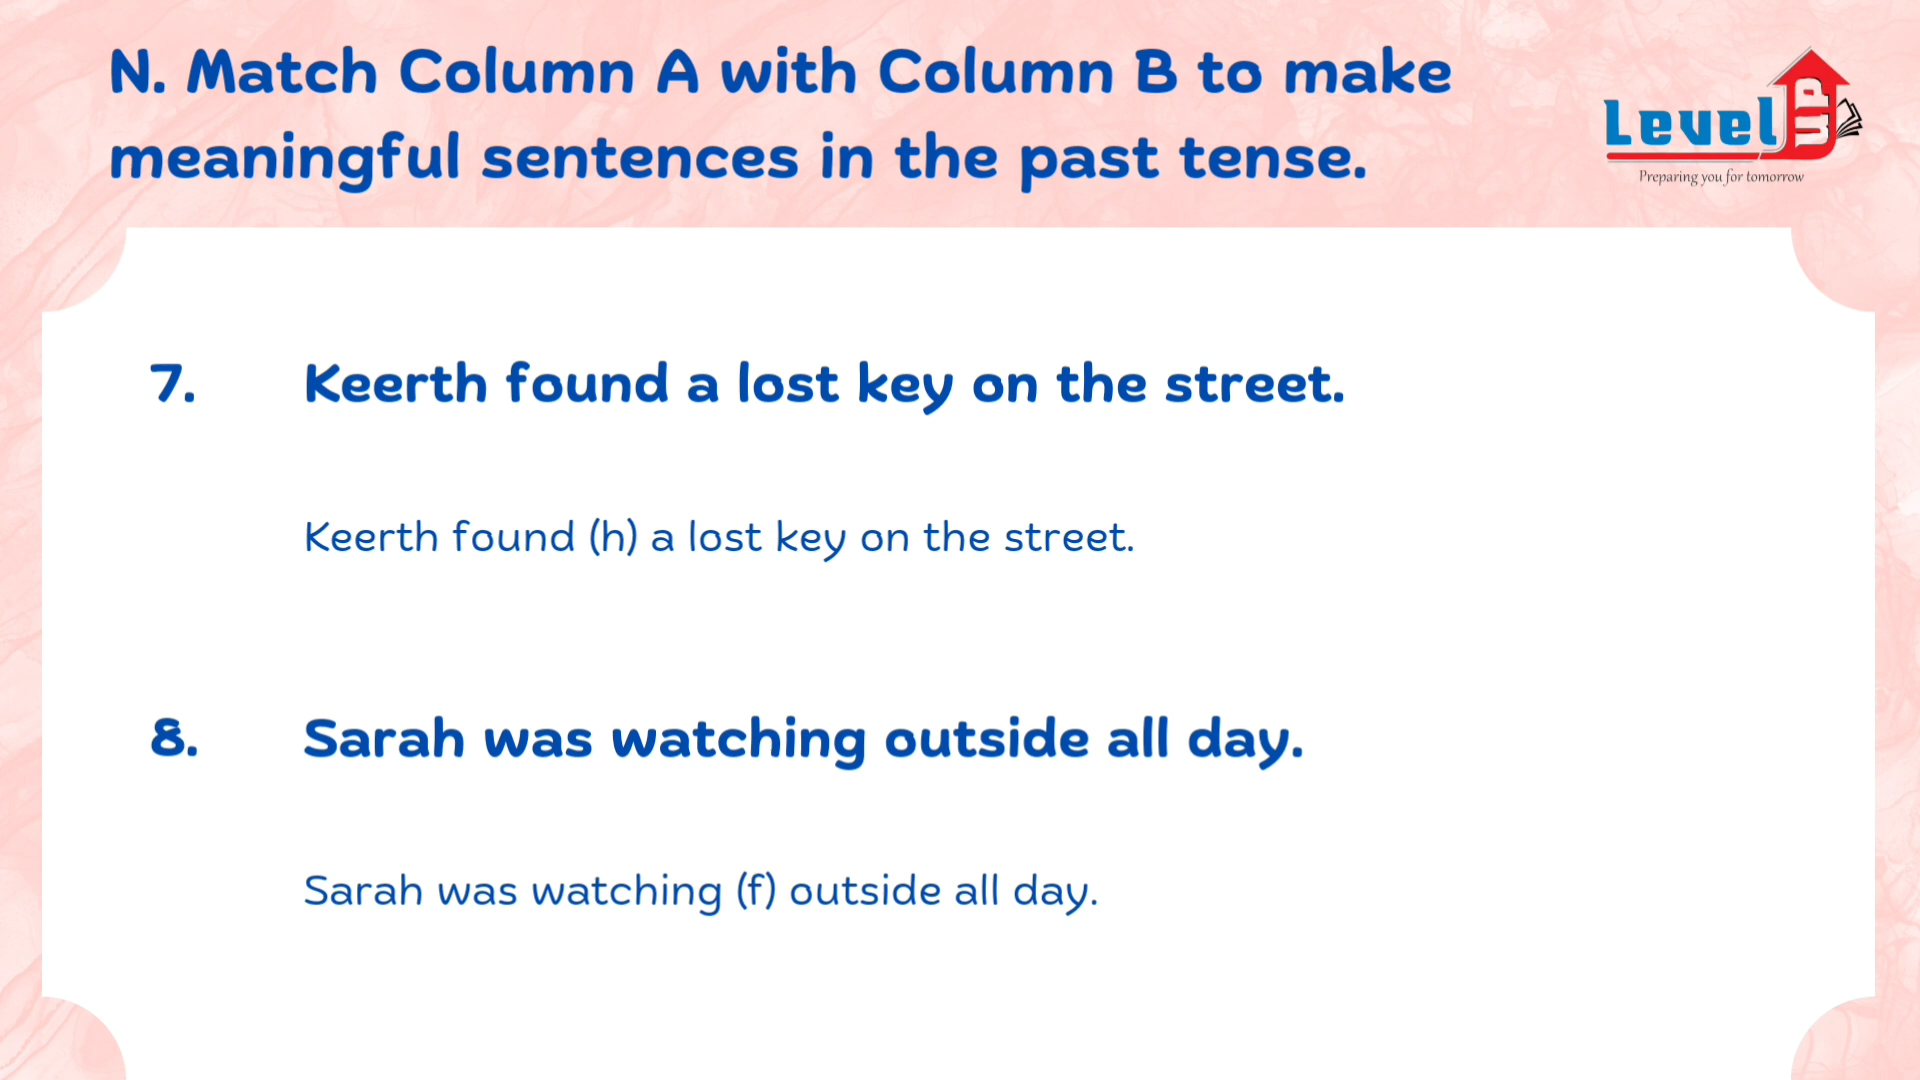 N. Match Column A with Column B to make
meaningful sentences in the past tense.
Level Up
Preparing you for tomorrow
7. Keerth found a lost key on the street.
Keerth found (h) a lost key on the street.
8. Sarah was watching outside all day.
Sarah was watching (f) outside all day.